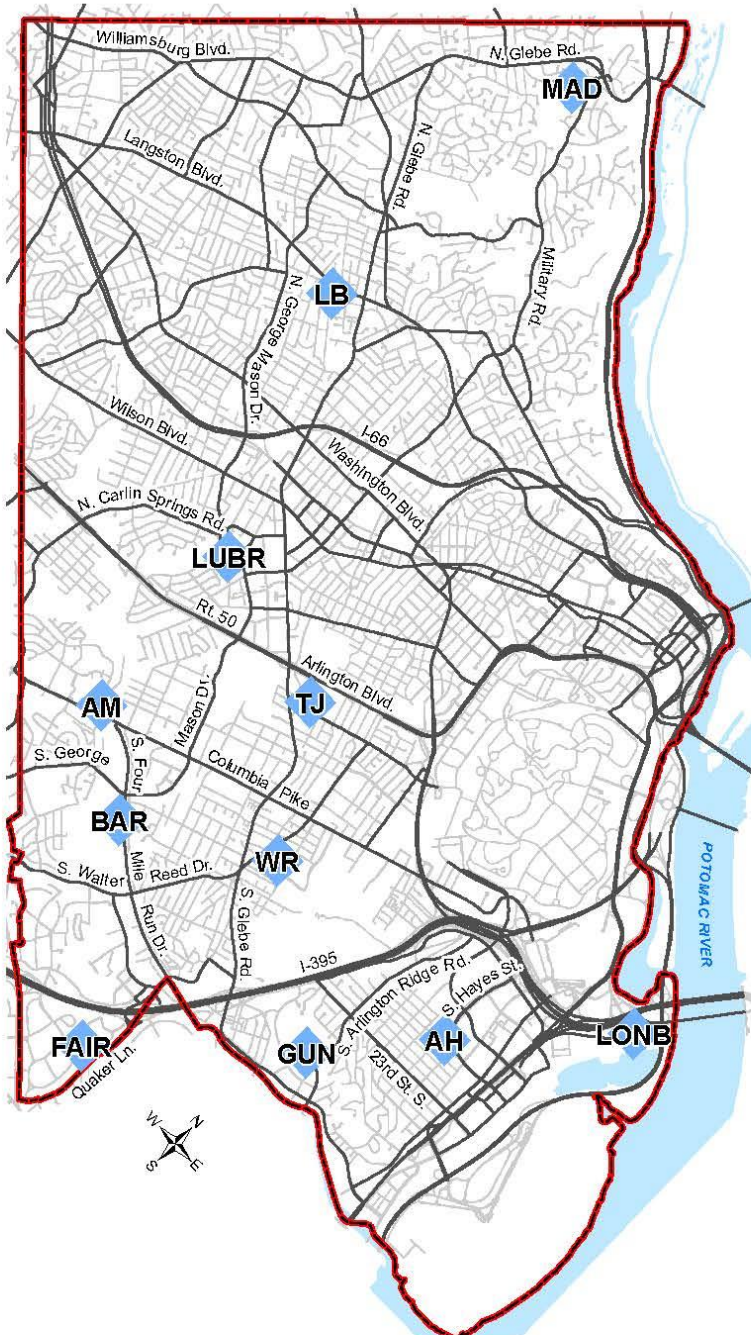 Williamsburg Blvd.
N. Glebe Rd.
MAD
Langston Blvd.
N. Glebe Rd.
Military Rd.
LB
N. George Mason Dr.
Wilson Blvd.
I-66
Washington Blvd.
N. Carlin Springs Rd.
LUBR
Rt. 50
Arlington Blvd.
AM
TJ
Mason Dr.
S. George
S. Four
Columbia Pike
BAR
Mile
WR
S. Walter Reed Dr.
Run Dr.
S. Glebe Rd.
POTOMAC RIVER
I-395
S. Arlington Ridge Rd.
S. Hayes St.
FAIR
GUN
AH
LONB
23rd St. S.
Quaker Ln.
W
N
S
E